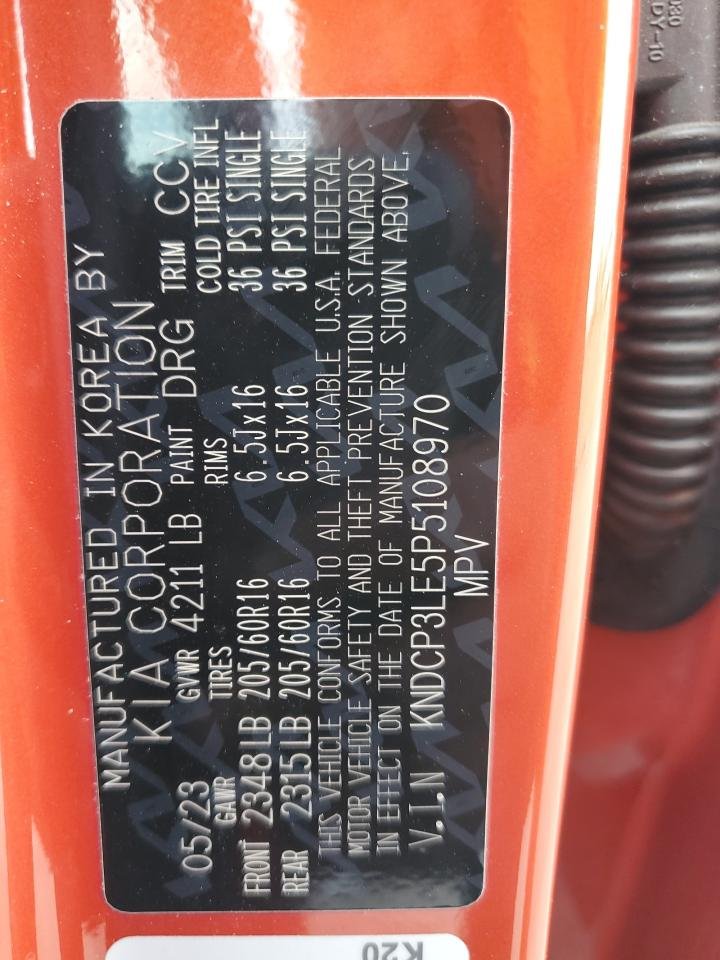 MANUFACTURED IN KOREA BY
KIA CORPORATION
05/23 GVWR 4211 LB PAINT DRG TRIM CCV
GAWR TIRES RIMS COLD TIRE INFL
FRONT 2348LB 205/60R16 6.5Jx16 36 PSI SINGLE
REAR 2315LB 205/60R16 6.5Jx16 36 PSI SINGLE
THIS VEHICLE CONFORMS TO ALL APPLICABLE U.S.A. FEDERAL
MOTOR VEHICLE SAFETY AND THEFT PREVENTION STANDARDS
IN EFFECT ON THE DATE OF MANUFACTURE SHOWN ABOVE.
V.I.N KNDCP3LE5P5108970
MPV
K20
DY-10